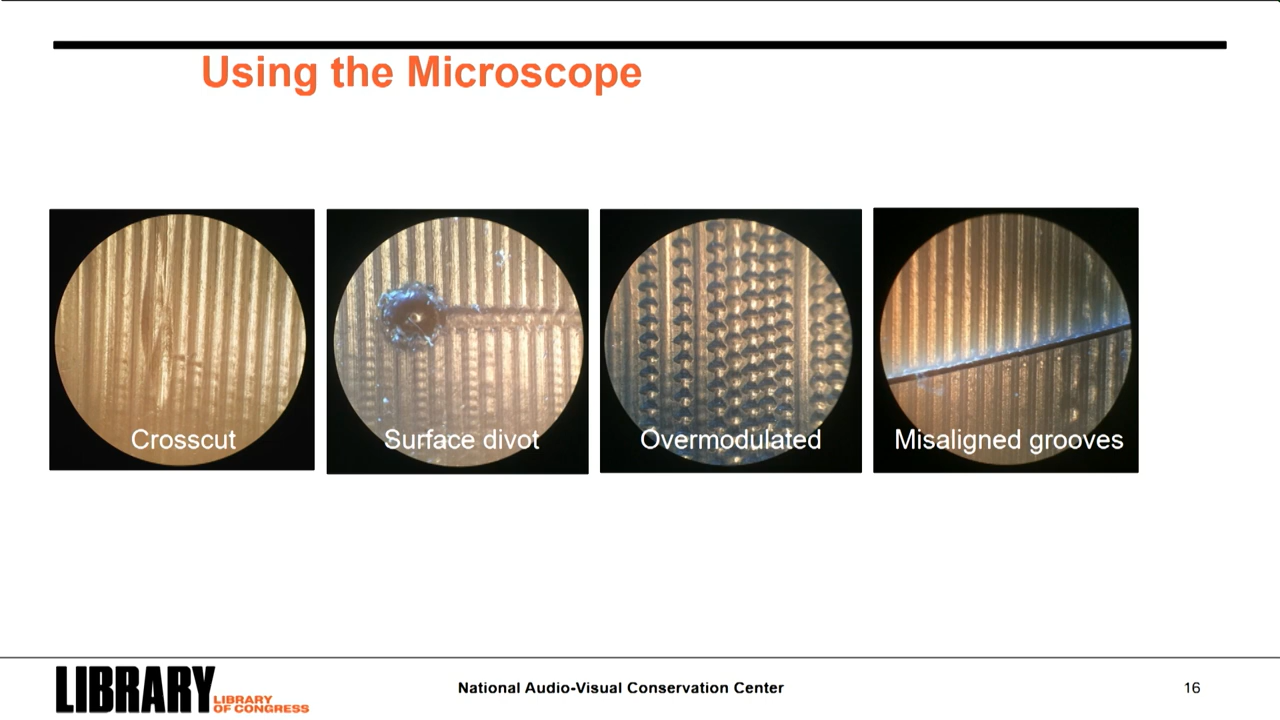 Using the Microscope
Crosscut
Surface divot
Overmodulated
Misaligned grooves
LIBRARY
LIBRARY
OF CONGRESS
National Audio-Visual Conservation Center
16